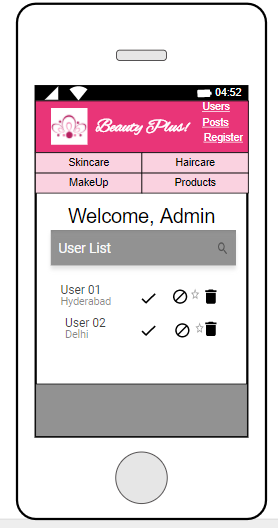 04:52
Users
Beauty Plus!
Posts
Register
Skincare Haircare
MakeUp Products
Welcome, Admin
User List
User 01
Hyderabad
User 02
Delhi